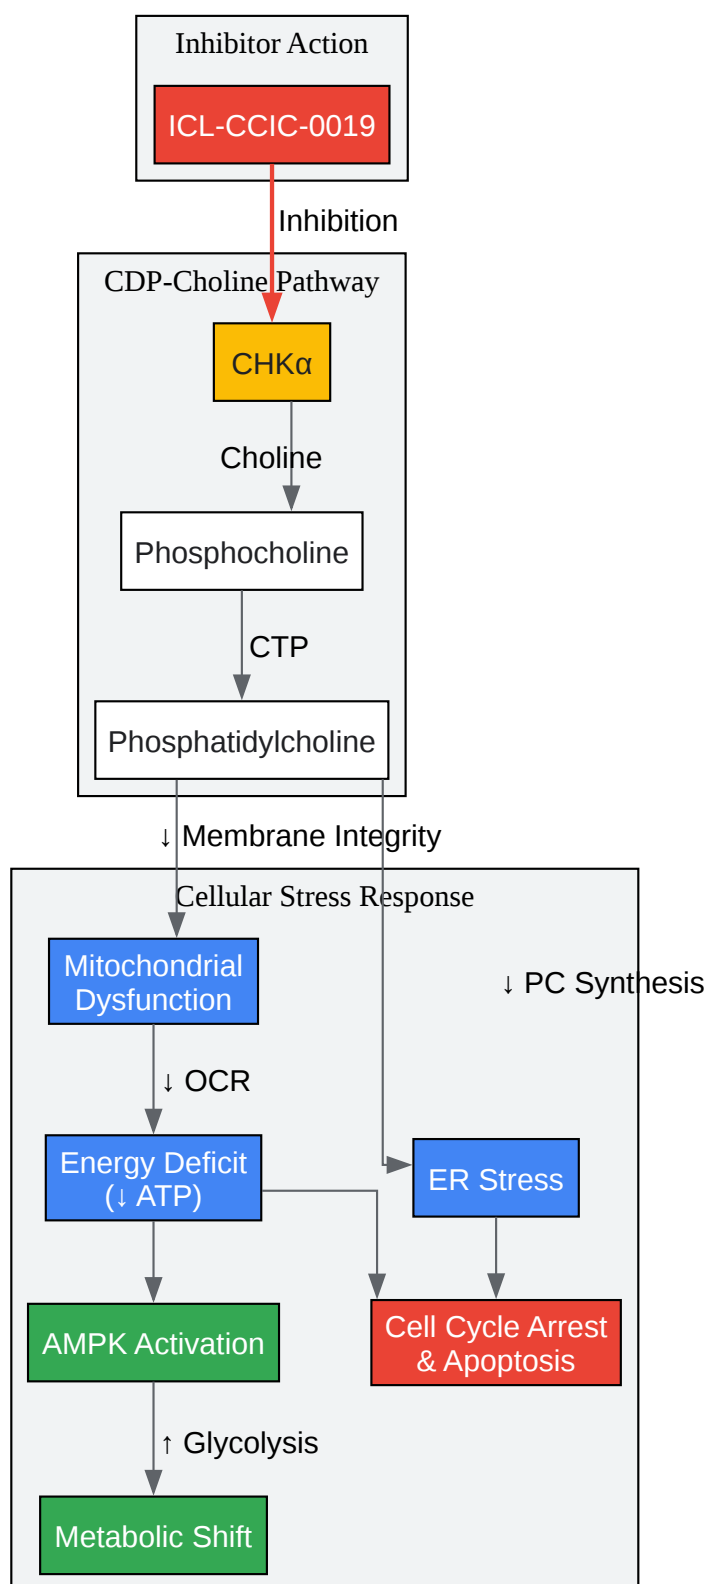 Inhibitor Action
ICL-CCIC-0019
Inhibition
CDP-Choline Pathway
CHKα
Choline
Phosphocholine
CTP
Phosphatidylcholine
↓ Membrane Integrity
Cellular Stress Response
Mitochondrial
Dysfunction
↓ PC Synthesis
↓ OCR
Energy Deficit
(↓ ATP)
ER Stress
AMPK Activation
Cell Cycle Arrest
& Apoptosis
↑ Glycolysis
Metabolic Shift